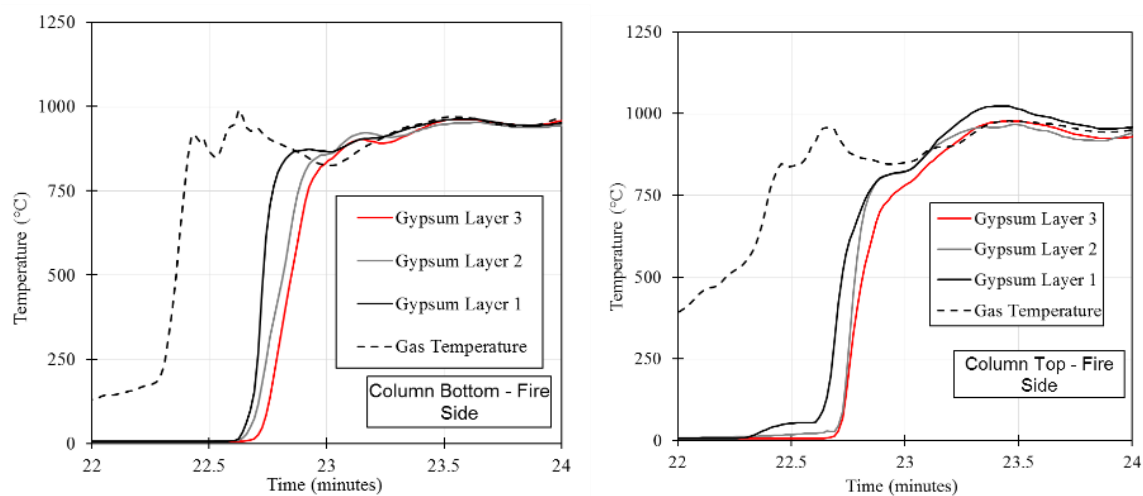 1250
1000
750
500
250
0
Temperature (°C)
22
22.5
23
23.5
24
Time (minutes)
Gypsum Layer 3
Gypsum Layer 2
Gypsum Layer 1
Gas Temperature
Column Bottom - Fire
Side
1250
1000
750
500
250
0
Temperature (°C)
22
22.5
23
23.5
24
Time (minutes)
Gypsum Layer 3
Gypsum Layer 2
Gypsum Layer 1
Gas Temperature
Column Top - Fire
Side